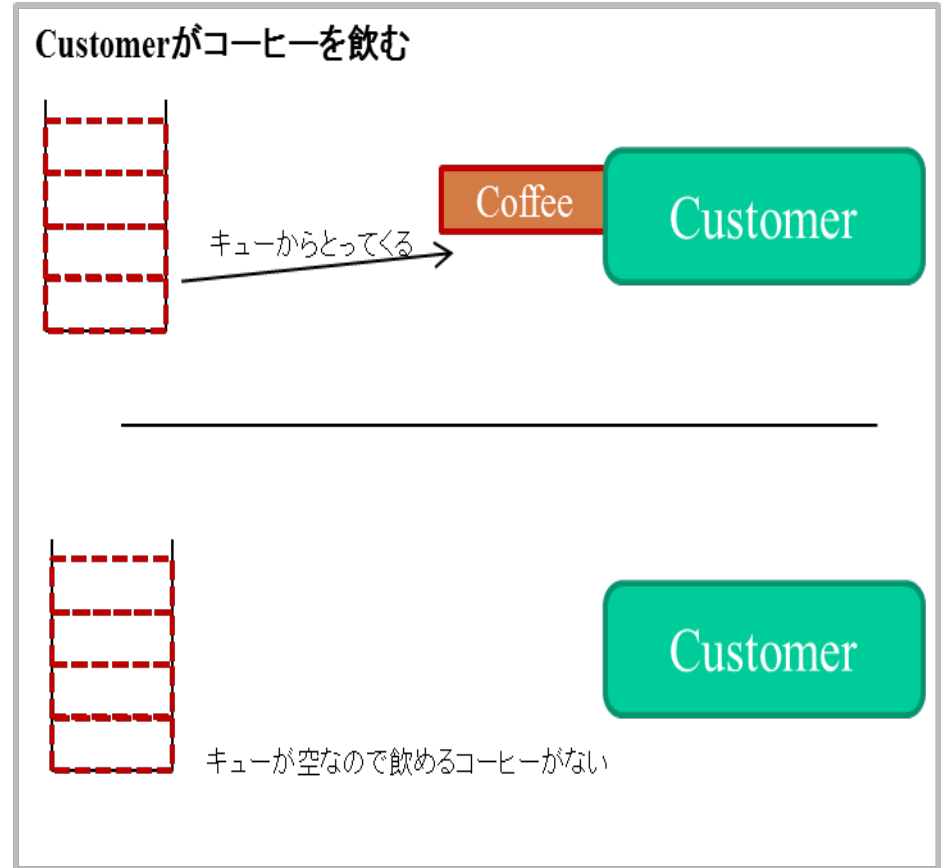 Customerがコーヒーを飲む
Coffee
Customer
キューからとってくる
Customer
キューが空なので飲めるコーヒーがない